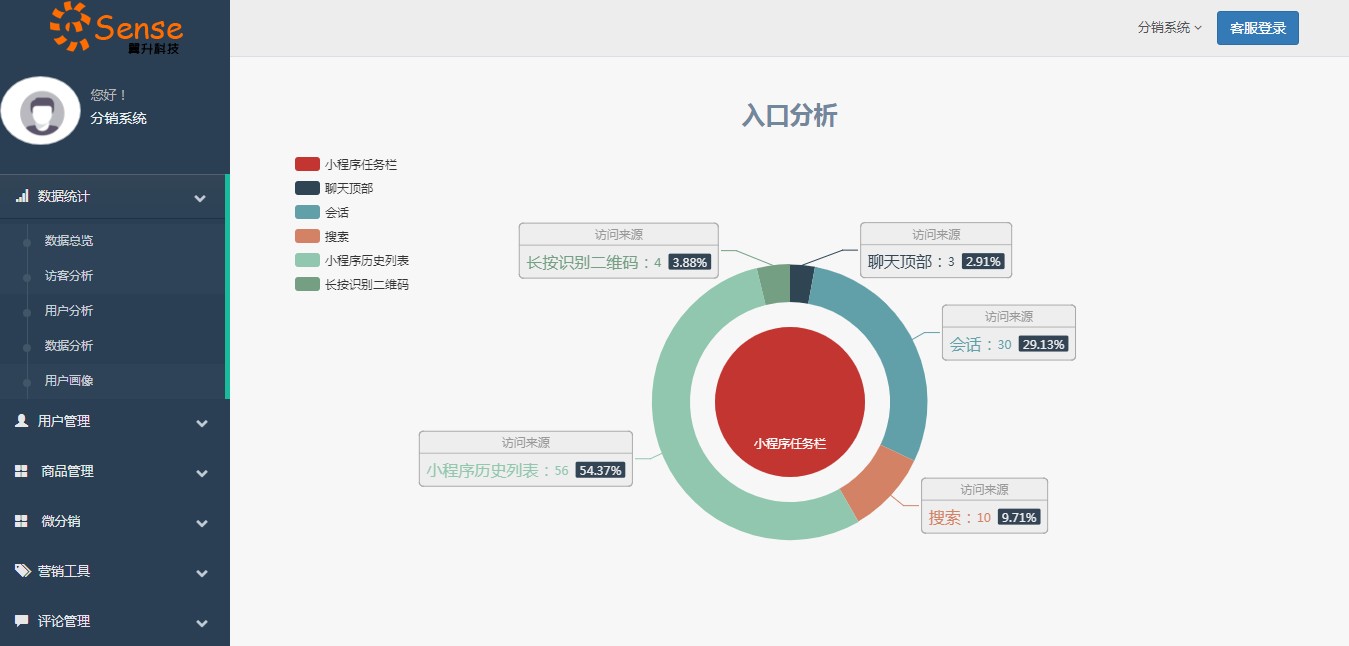 Sense
翼升科技
您好！
分销系统
数据统计
数据总览
访客分析
用户分析
数据分析
用户画像
用户管理
商品管理
微分销
营销工具
评论管理
分销系统
客服登录
入口分析
小程序任务栏
聊天顶部
会话
搜索
小程序历史列表
长按识别二维码
访问来源
长按识别二维码：4 3.88%
访问来源
聊天顶部：3 2.91%
访问来源
会话：30 29.13%
访问来源
小程序历史列表：56 54.37%
小程序任务栏
访问来源
搜索：10 9.71%